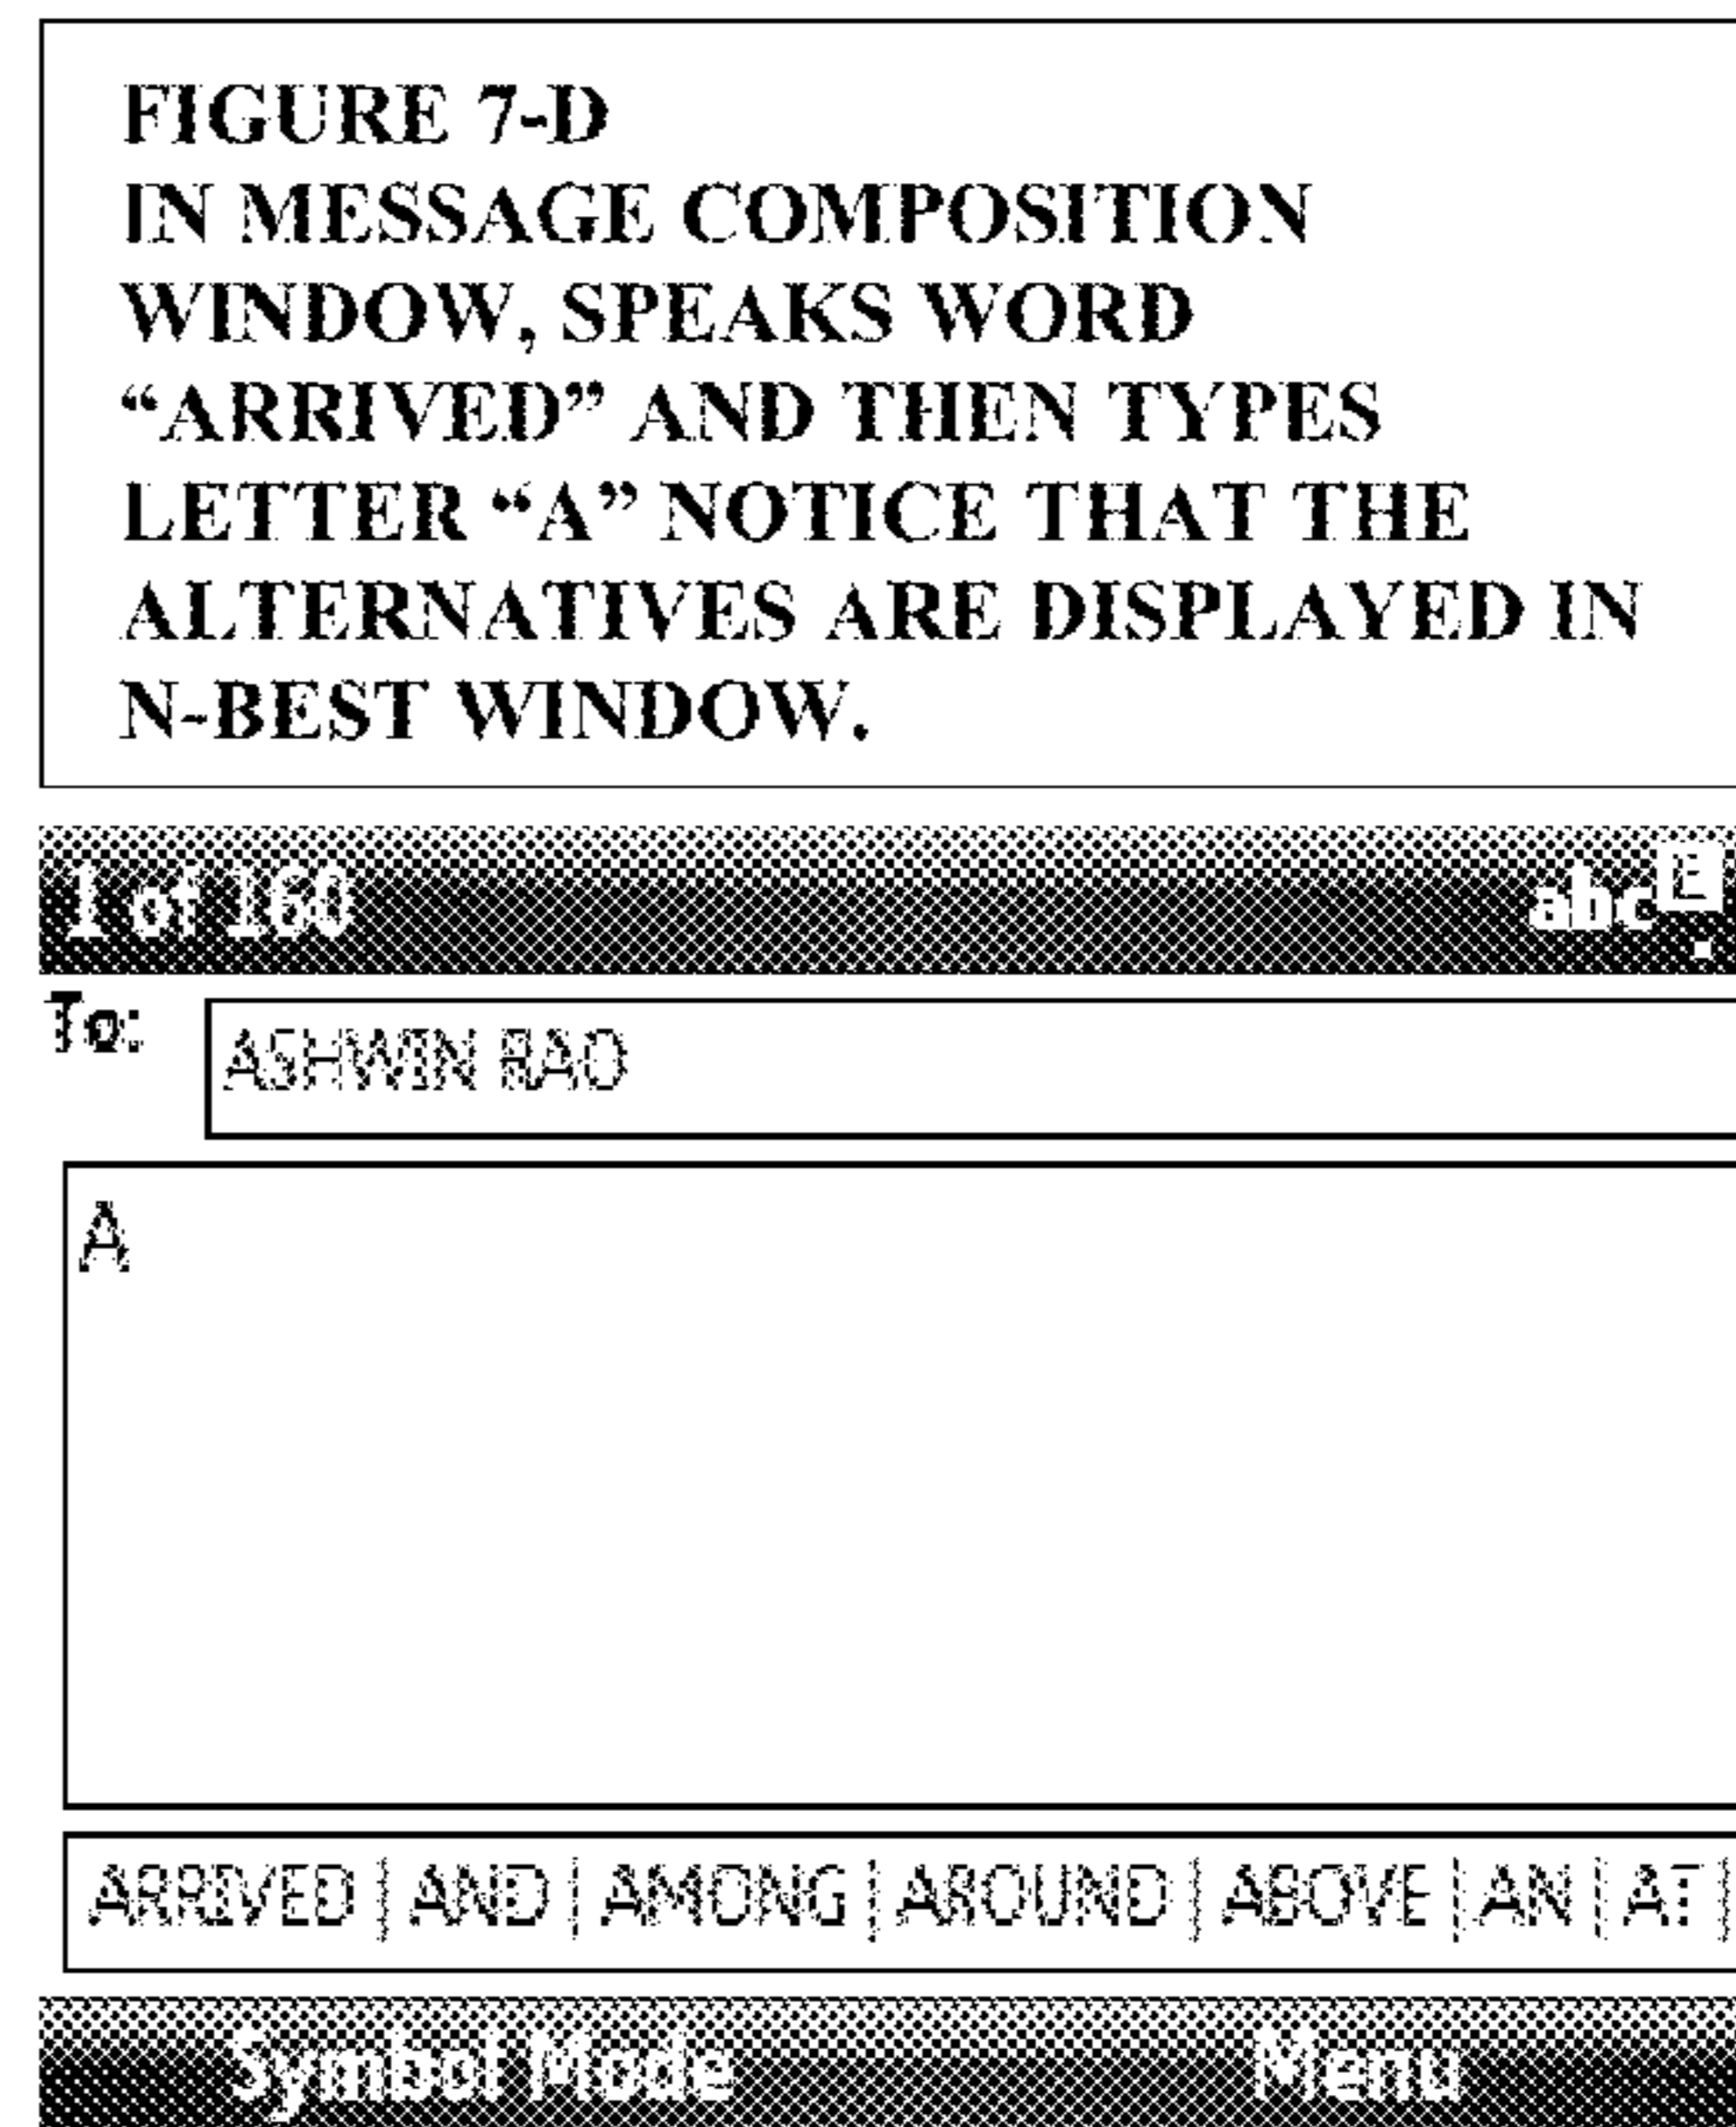 FIGURE 7-D
IN MESSAGE COMPOSITION
WINDOW, SPEAKS WORD
“ARRIVED” AND THEN TYPES
LETTER “A” NOTICE THAT THE
ALTERNATIVES ARE DISPLAYED IN
N-BEST WINDOW.
1 of 160 abc E
To: ASHWIN RAO
A
ARRIVED | AND | AMONG | AROUND | ABOVE | AN | AT |
Symbol Mode Menu